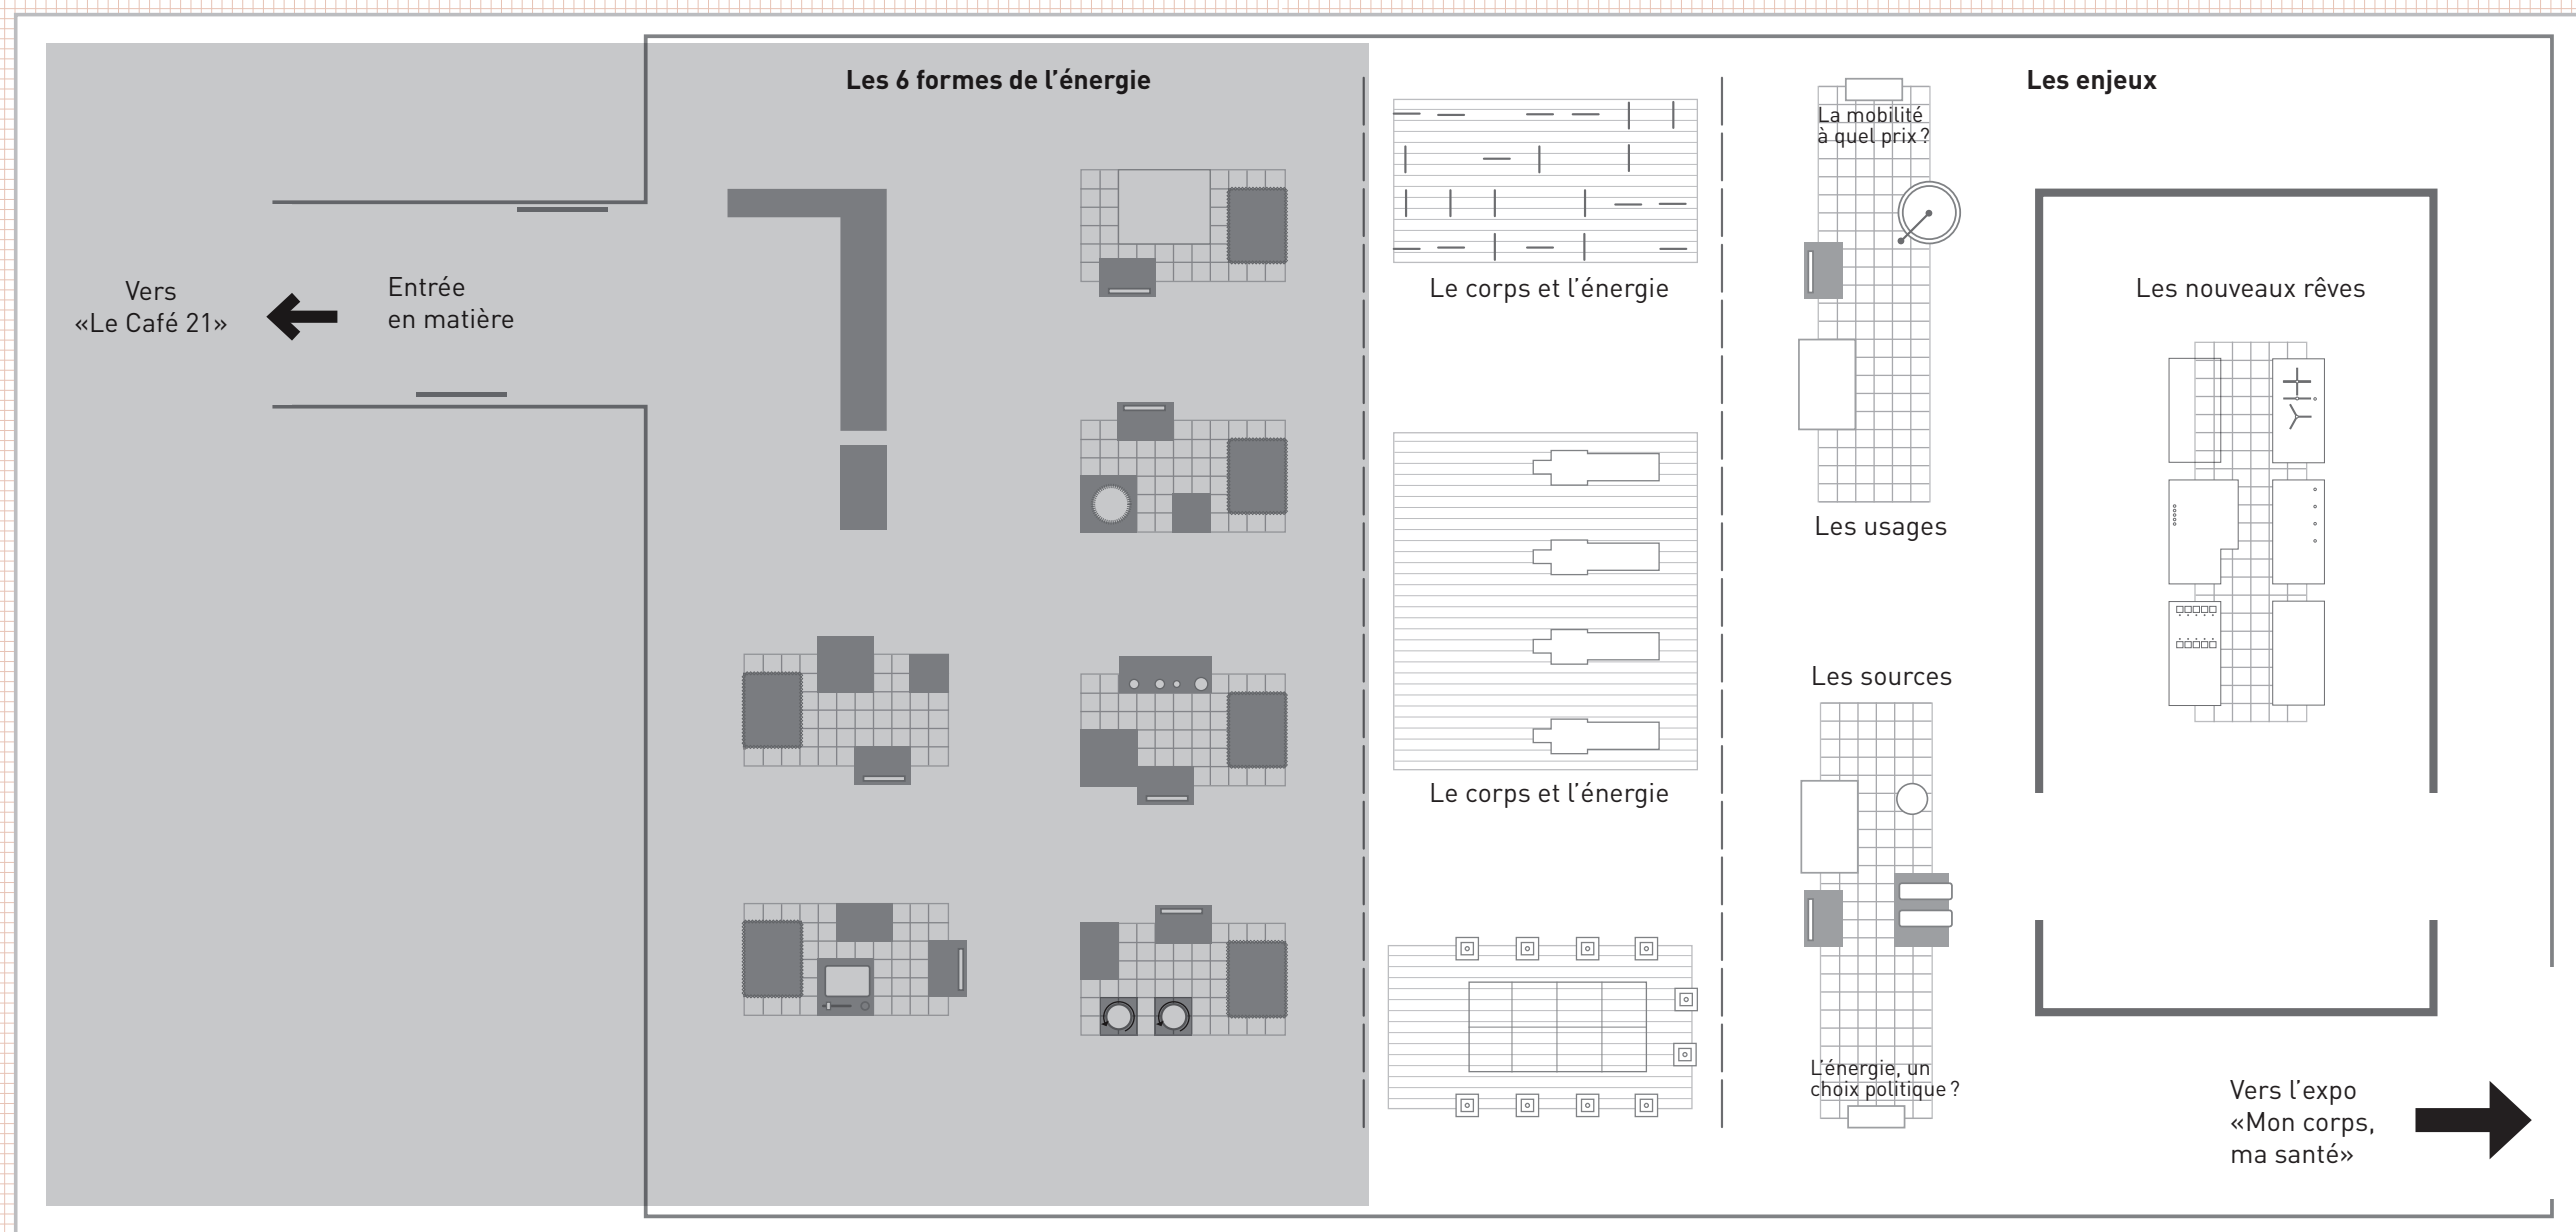 Les 6 formes de l’énergie
Les enjeux
Vers
«Le Café 21»
Entrée
en matière
Le corps et l’énergie
Le corps et l’énergie
La mobilité
à quel prix ?
Les usages
Les sources
L’énergie, un
choix politique ?
Les nouveaux rêves
Vers l’expo
«Mon corps,
ma santé»